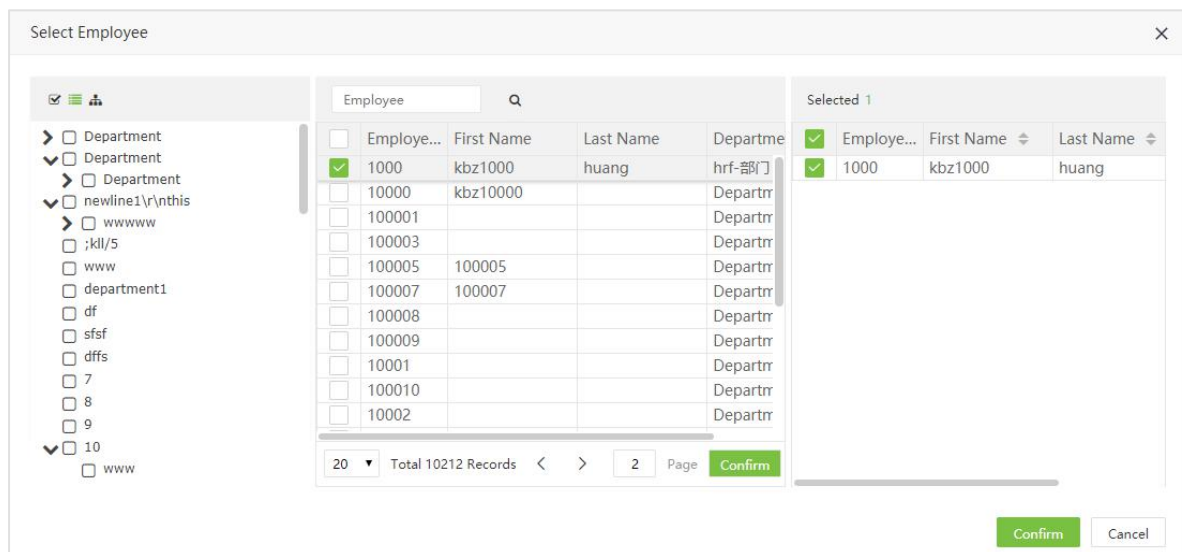 Select Employee
Department
Department
Department
newline1\r\nthis
wwwww
;kll/5
www
department1
df
sfsf
dffs
7
8
9
10
www
Employee
Employe... First Name Last Name Departme
1000 kbz1000 huang hrf-部门
10000 kbz10000 Departm
100001 Departm
100003 Departm
100005 100005 Departm
100007 100007 Departm
100008 Departm
100009 Departm
10001 Departm
100010 Departm
10002 Departm
20 Total 10212 Records < > 2 Page Confirm
Selected 1
Employe... First Name Last Name
1000 kbz1000 huang
Confirm Cancel